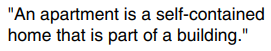 "An apartment is a self-contained
home that is part of a building."